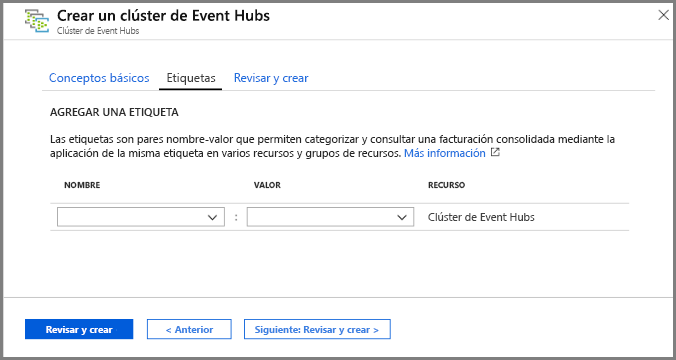 Crear un clúster de Event Hubs
Clúster de Event Hubs
Conceptos básicos Etiquetas Revisar y crear
AGREGAR UNA ETIQUETA
Las etiquetas son pares nombre-valor que permiten categorizar y consultar una facturación consolidada mediante la
aplicación de la misma etiqueta en varios recursos y grupos de recursos. Más información
NOMBRE VALOR RECURSO
: Clúster de Event Hubs
Revisar y crear < Anterior Siguiente: Revisar y crear >